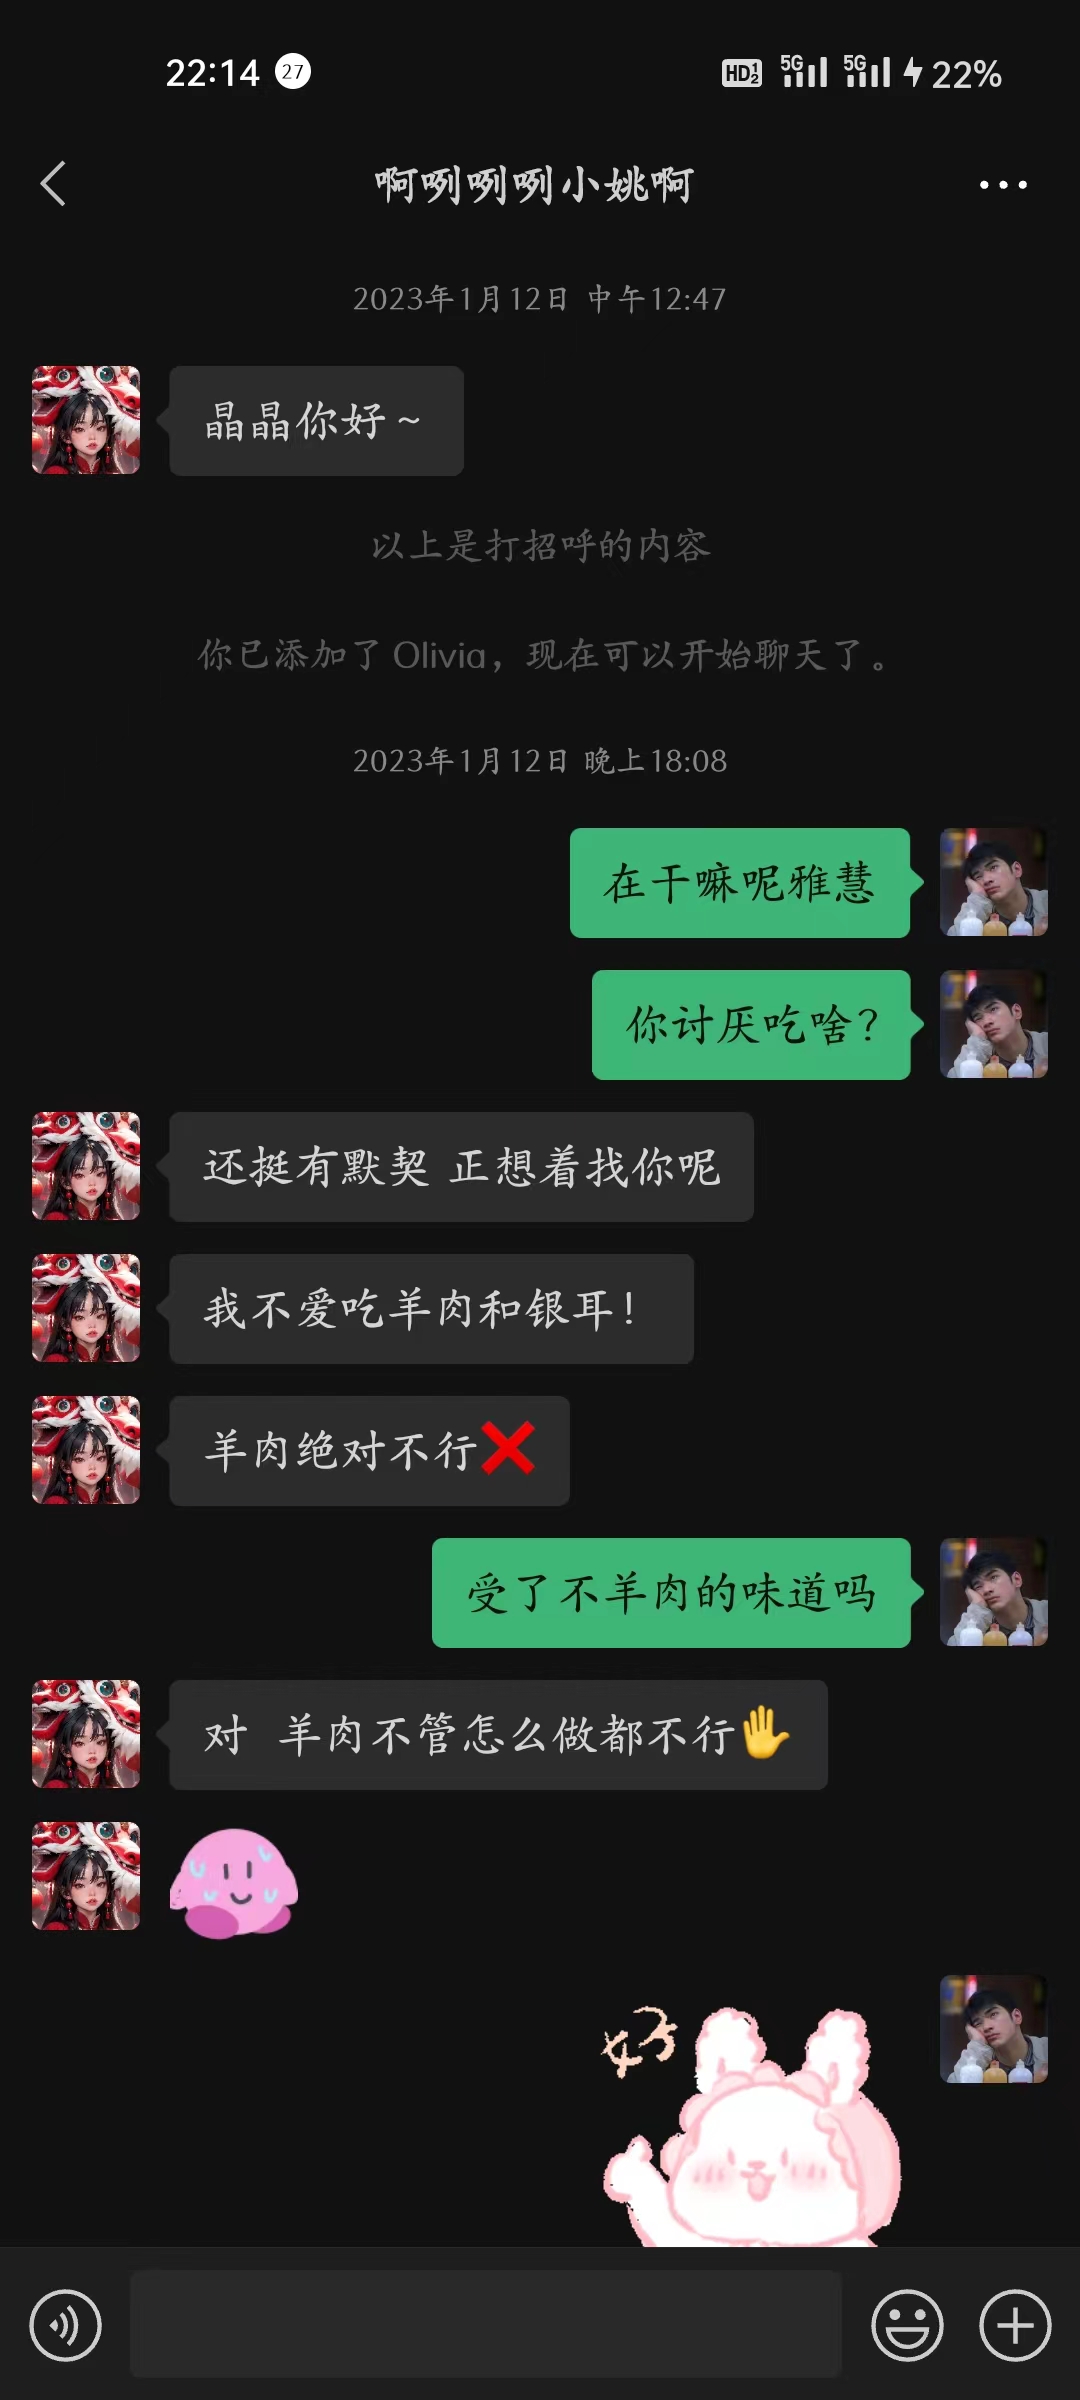 22:14 27 HD12 5G 5G 22%
啊咧咧咧小姚啊
2023年1月12日 中午12:47
晶晶你好~
以上是打招呼的内容
你已添加了 Olivia，现在可以开始聊天了。
2023年1月12日 晚上18:08
在干嘛呢雅慧
你讨厌吃啥？
还挺有默契 正想着找你呢
我不爱吃羊肉和银耳！
羊肉绝对不行❌
受了不羊肉的味道吗
对 羊肉不管怎么做都不行✋
好